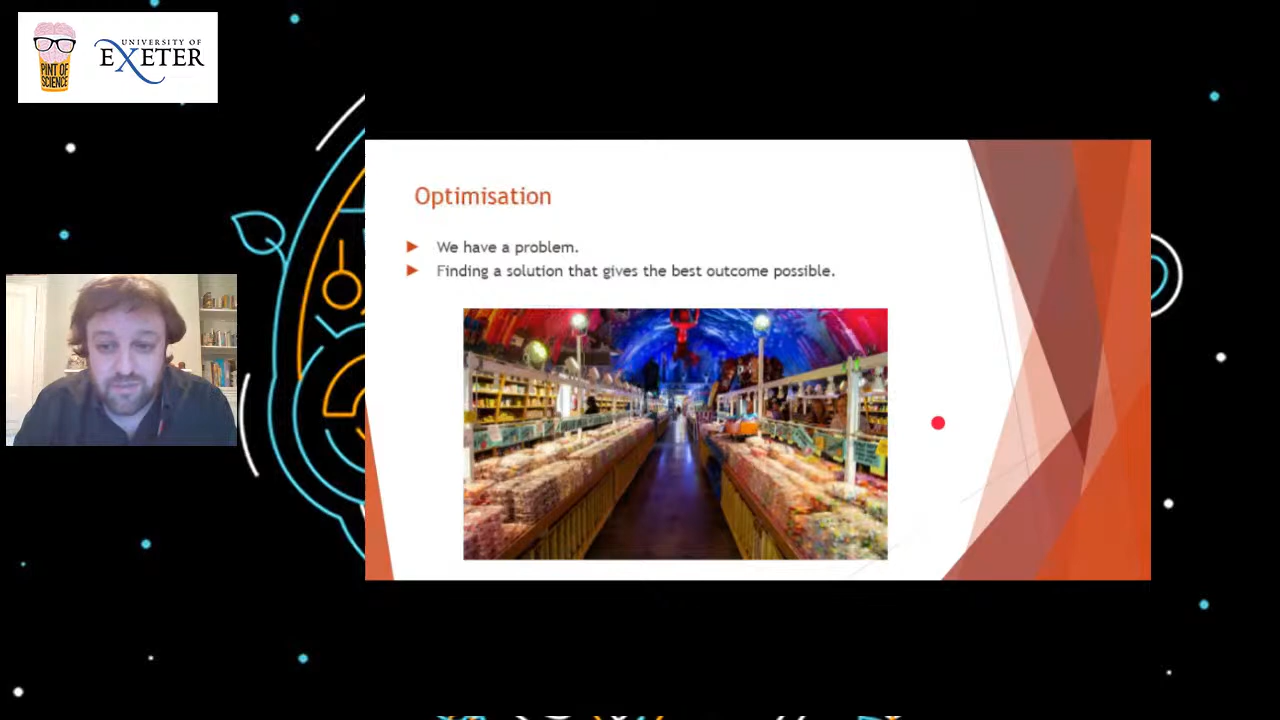 PINT OF
SCIENCE
UNIVERSITY OF
EXETER
Optimisation
We have a problem.
Finding a solution that gives the best outcome possible.